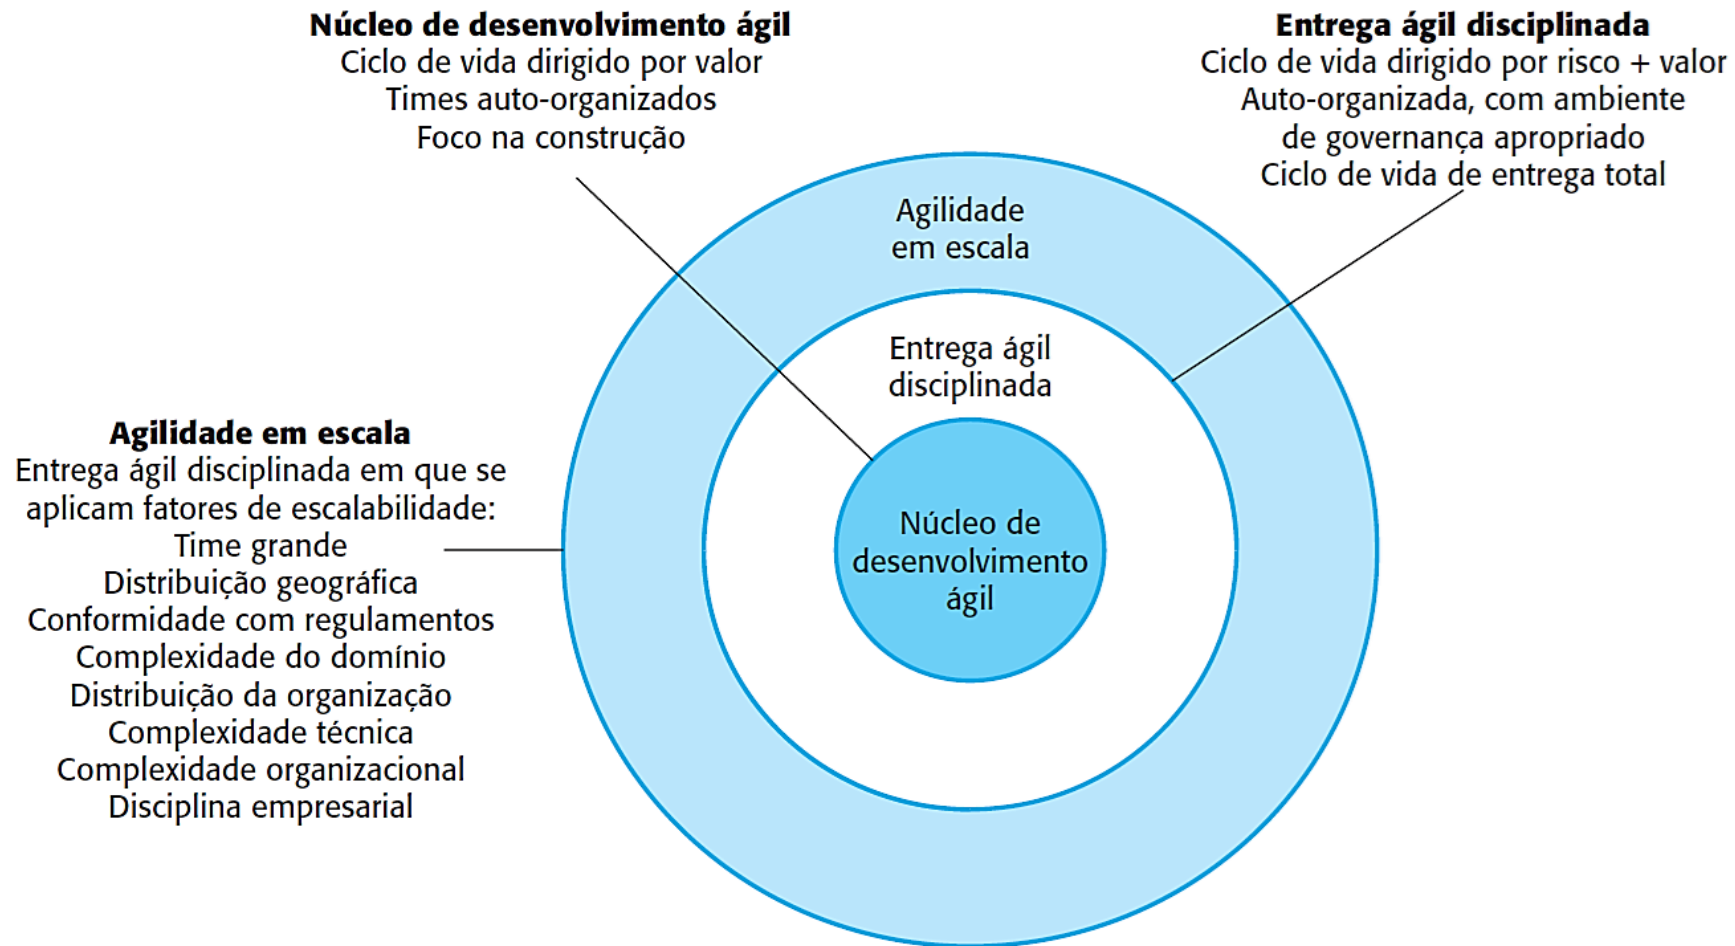 Núcleo de desenvolvimento ágil
Ciclo de vida dirigido por valor
Times auto-organizados
Foco na construção
Entrega ágil disciplinada
Ciclo de vida dirigido por risco + valor
Auto-organizada, com ambiente
de governança apropriado
Ciclo de vida de entrega total
Agilidade
em escala
Entrega ágil
disciplinada
Núcleo de
desenvolvimento
ágil
Agilidade em escala
Entrega ágil disciplinada em que se
aplicam fatores de escalabilidade:
Time grande
Distribuição geográfica
Conformidade com regulamentos
Complexidade do domínio
Distribuição da organização
Complexidade técnica
Complexidade organizacional
Disciplina empresarial